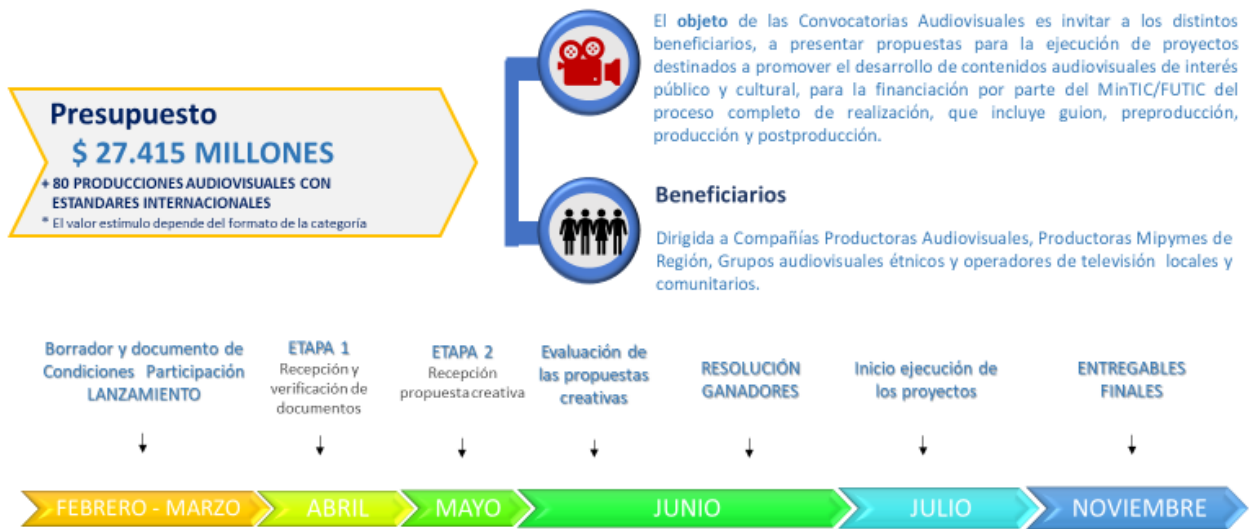 El objeto de las Convocatorias Audiovisuales es invitar a los distintos
beneficiarios, a presentar propuestas para la ejecución de proyectos
destinados a promover el desarrollo de contenidos audiovisuales de interés
público y cultural, para la financiación por parte del MinTIC/FUTIC del
proceso completo de realización, que incluye guion, preproducción,
producción y postproducción.
Presupuesto
$ 27.415 MILLONES
+ 80 PRODUCCIONES AUDIOVISUALES CON
ESTANDARES INTERNACIONALES
* El valor estímulo depende del formato de la categoría
Beneficiarios
Dirigida a Compañías Productoras Audiovisuales, Productoras Mipymes de
Región, Grupos audiovisuales étnicos y operadores de televisión locales y
comunitarios.
Borrador y documento de
Condiciones Participación
LANZAMIENTO
ETAPA 1
Recepción y
verificación de
documentos
ETAPA 2
Recepción
propuesta creativa
Evaluación de
las propuestas
creativas
RESOLUCIÓN
GANADORES
Inicio ejecución de
los proyectos
ENTREGABLES
FINALES
FEBRERO - MARZO
ABRIL
MAYO
JUNIO
JULIO
NOVIEMBRE